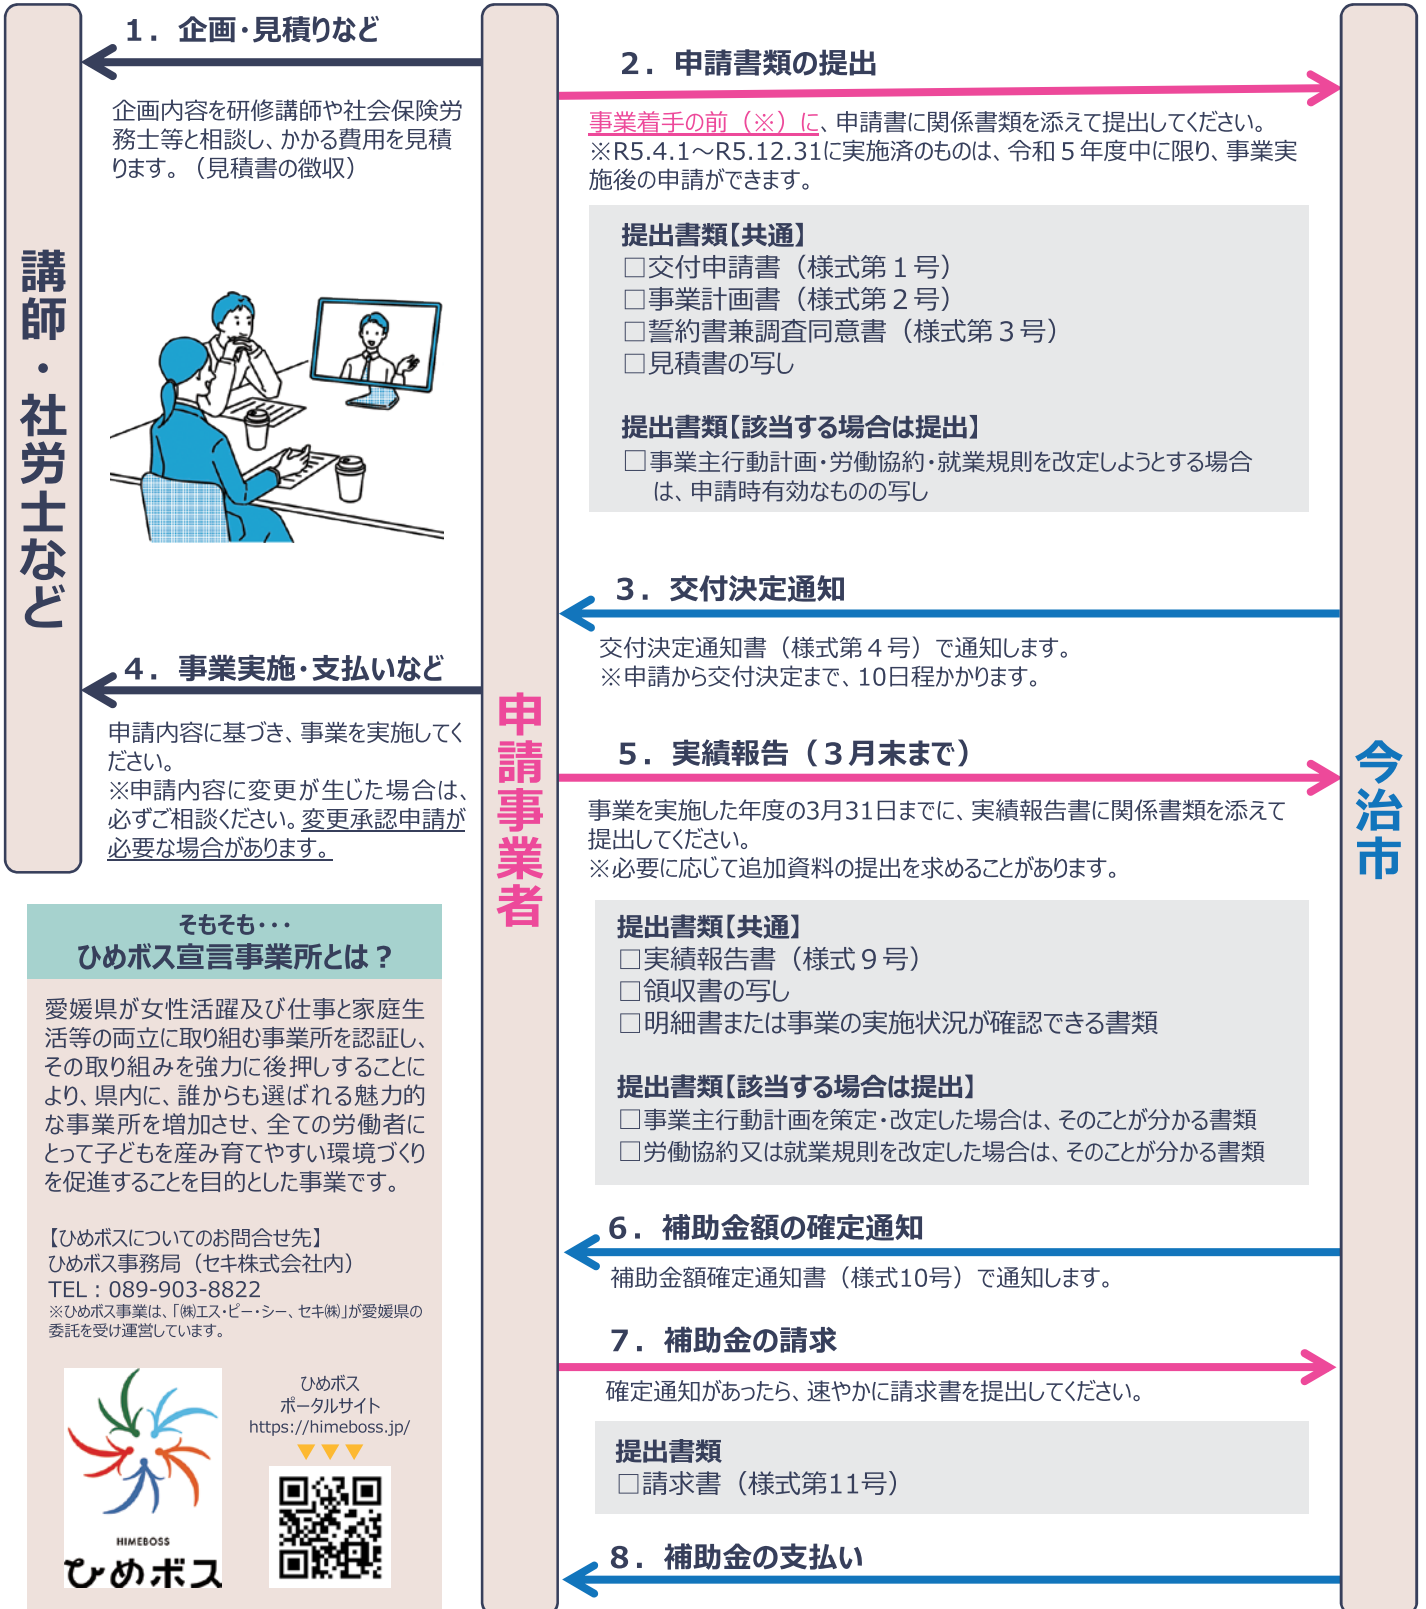 １．企画・見積りなど
企画内容を研修講師や社会保険労
務士等と相談し、かかる費用を見積
ります。（見積書の徴収）
講師・社労士など
４．事業実施・支払いなど
申請内容に基づき、事業を実施してく
ださい。
※申請内容に変更が生じた場合は、
必ずご相談ください。変更承認申請が
必要な場合があります。
そもそも・・・
ひめボス宣言事業所とは？
愛媛県が女性活躍及び仕事と家庭生
活等の両立に取り組む事業所を認証し、
その取り組みを強力に後押しすることに
より、県内に、誰からも選ばれる魅力的
な事業所を増加させ、全ての労働者に
とって子どもを産み育てやすい環境づくり
を促進することを目的とした事業です。
【ひめボスについてのお問合せ先】
ひめボス事務局（セキ株式会社内）
TEL：089-903-8822
※ひめボス事業は、「㈱エス・ピー・シー、セキ㈱」が愛媛県の
委託を受け運営しています。
HIMEBOSS
ひめボス
ひめボス
ポータルサイト
https://himeboss.jp/
▼▼▼
申請事業者
２．申請書類の提出
事業着手の前（※）に、申請書に関係書類を添えて提出してください。
※R5.4.1～R5.12.31に実施済のものは、令和５年度中に限り、事業実
施後の申請ができます。
提出書類【共通】
□交付申請書（様式第１号）
□事業計画書（様式第２号）
□誓約書兼調査同意書（様式第３号）
□見積書の写し
提出書類【該当する場合は提出】
□事業主行動計画・労働協約・就業規則を改定しようとする場合
は、申請時有効なものの写し
３．交付決定通知
交付決定通知書（様式第４号）で通知します。
※申請から交付決定まで、10日程かかります。
５．実績報告（３月末まで）
事業を実施した年度の3月31日までに、実績報告書に関係書類を添えて
提出してください。
※必要に応じて追加資料の提出を求めることがあります。
提出書類【共通】
□実績報告書（様式９号）
□領収書の写し
□明細書または事業の実施状況が確認できる書類
提出書類【該当する場合は提出】
□事業主行動計画を策定・改定した場合は、そのことが分かる書類
□労働協約又は就業規則を改定した場合は、そのことが分かる書類
６．補助金額の確定通知
補助金額確定通知書（様式10号）で通知します。
７．補助金の請求
確定通知があったら、速やかに請求書を提出してください。
提出書類
□請求書（様式第11号）
８．補助金の支払い
今治市